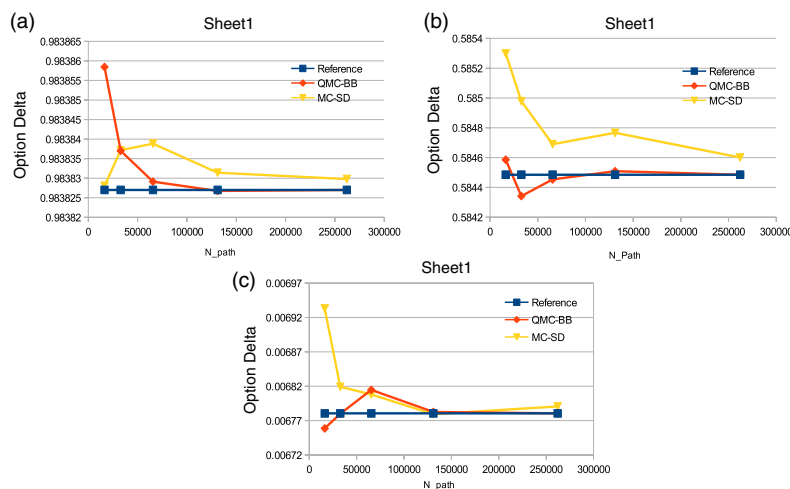 (a)
Sheet1
0.983865
0.98386
0.983855
0.98385
0.983845
0.98384
0.983835
0.98383
0.983825
0.98382
Option Delta
Reference
QMC-BB
MC-SD
0 50000 100000 150000 200000 250000 300000
N_path
(b)
Sheet1
0.5854
0.5852
0.585
0.5848
0.5846
0.5844
0.5842
Option Delta
Reference
QMC-BB
MC-SD
0 50000 100000 150000 200000 250000 300000
N_Path
(c)
Sheet1
0.00697
0.00692
0.00687
0.00682
0.00677
0.00672
Option Delta
Reference
QMC-BB
MC-SD
0 50000 100000 150000 200000 250000 300000
N_path